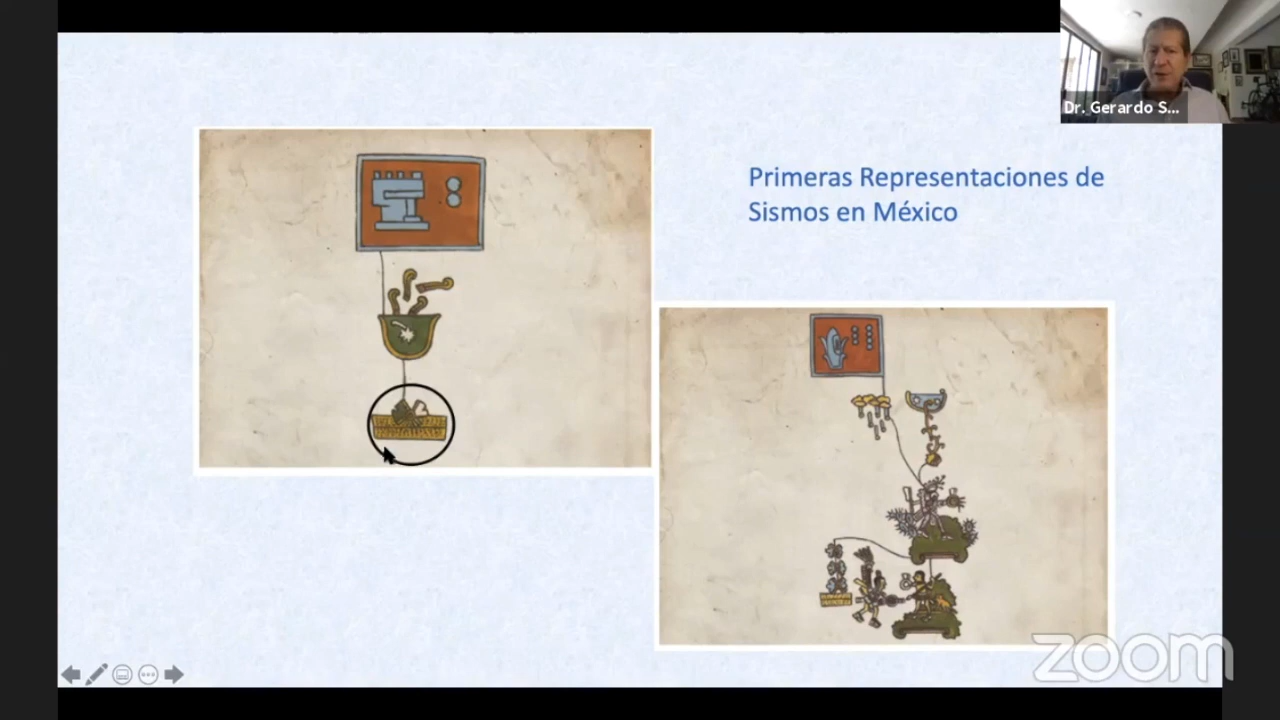 Dr. Gerardo S...
Primeras Representaciones de
Sismos en México
zoom